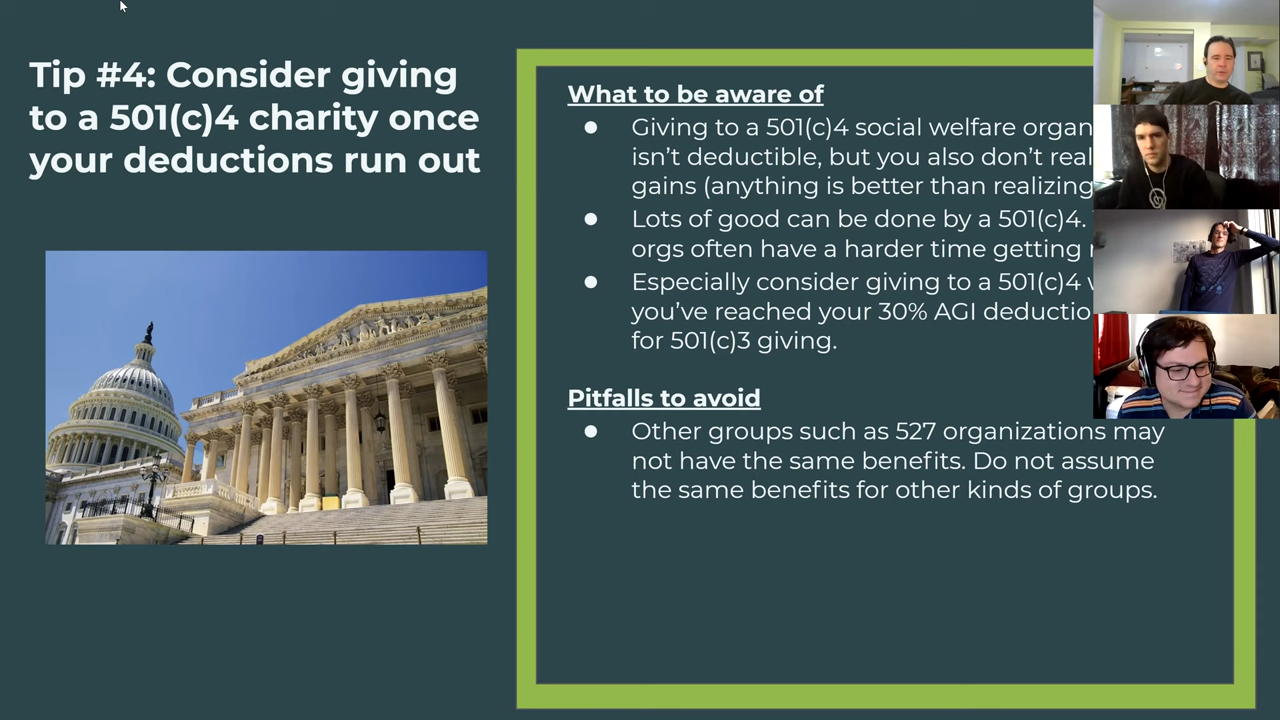 Tip #4: Consider giving
to a 501(c)4 charity once
your deductions run out
What to be aware of
● Giving to a 501(c)4 social welfare
isn’t deductible, but you also don’t
gains (anything is better than realizing
● Lots of good can be done by a 501(c)4.
orgs often have a harder time getting
● Especially consider giving to a 501(c)4
you’ve reached your 30% AGI
for 501(c)3 giving.
Pitfalls to avoid
● Other groups such as 527 organizations may
not have the same benefits. Do not assume
the same benefits for other kinds of groups.